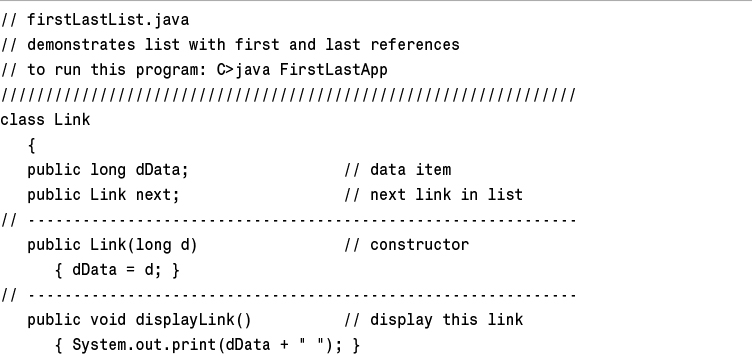 // firstLastList.java
// demonstrates list with first and last references
// to run this program: C>java FirstLastApp
////////////////////////////////////////////////////////////////
class Link
   {
   public long dData;                 // data item
   public Link next;                  // next link in list
// -------------------------------------------------------------
   public Link(long d)                // constructor
      { dData = d; }
// -------------------------------------------------------------
   public void displayLink()          // display this link
      { System.out.print(dData + " "); }